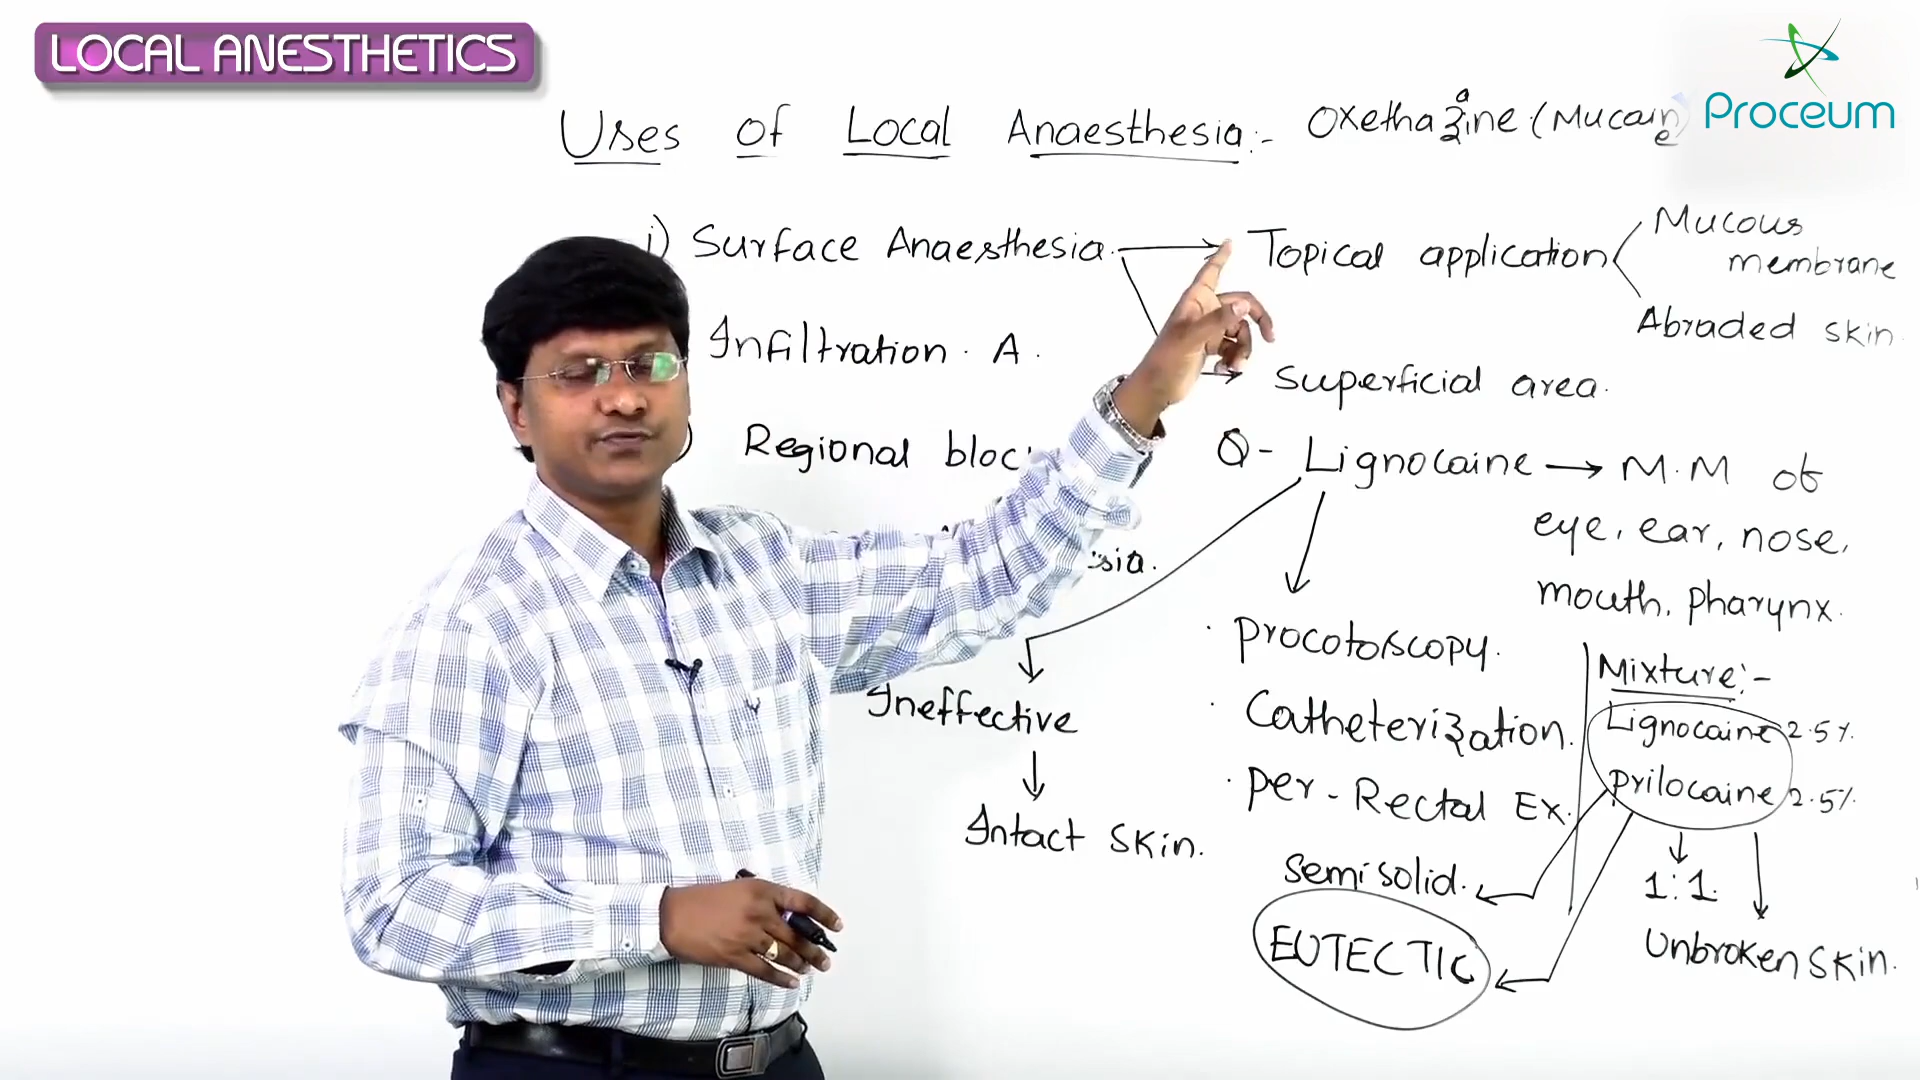 LOCAL ANESTHETICS
Proceum
Uses of Local Anaesthesia:- Oxethazaine (Mucaine)
i) Surface Anaesthesia. Topical application Mucous membrane
Abraded skin.
Infiltration. A.
superficial area.
Regional bloc
Q- Lignocaine → M.M of
eye, ear, nose,
sia.
mouth, pharynx.
· procotoscopy.
· Catheterization.
· per-Rectal Ex.
Mixture:-
Lignocaine 2.5%
prilocaine 2.5%
Ineffective
Intact skin.
semisolid.
1:1.
EUTECTIC
Unbroken skin.